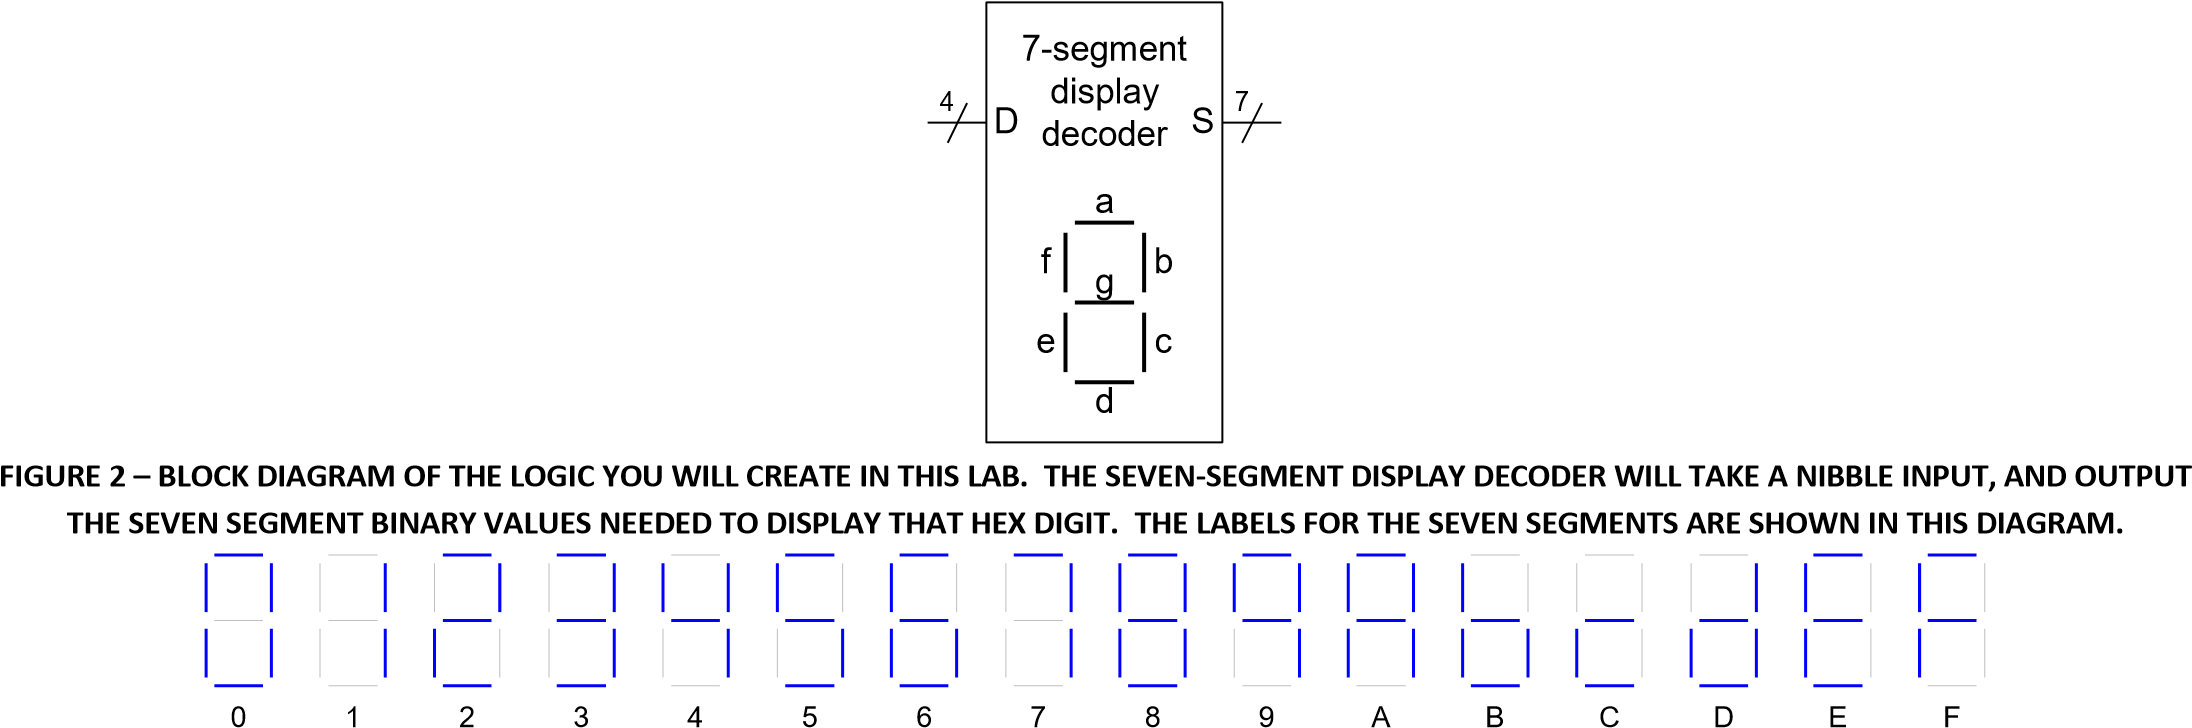 7-segment
display
decoder
4
D
S
7
a
f
b
g
e
c
d
FIGURE 2 – BLOCK DIAGRAM OF THE LOGIC YOU WILL CREATE IN THIS LAB. THE SEVEN-SEGMENT DISPLAY DECODER WILL TAKE A NIBBLE INPUT, AND OUTPUT
THE SEVEN SEGMENT BINARY VALUES NEEDED TO DISPLAY THAT HEX DIGIT. THE LABELS FOR THE SEVEN SEGMENTS ARE SHOWN IN THIS DIAGRAM.
0 1 2 3 4 5 6 7 8 9 A B C D E F